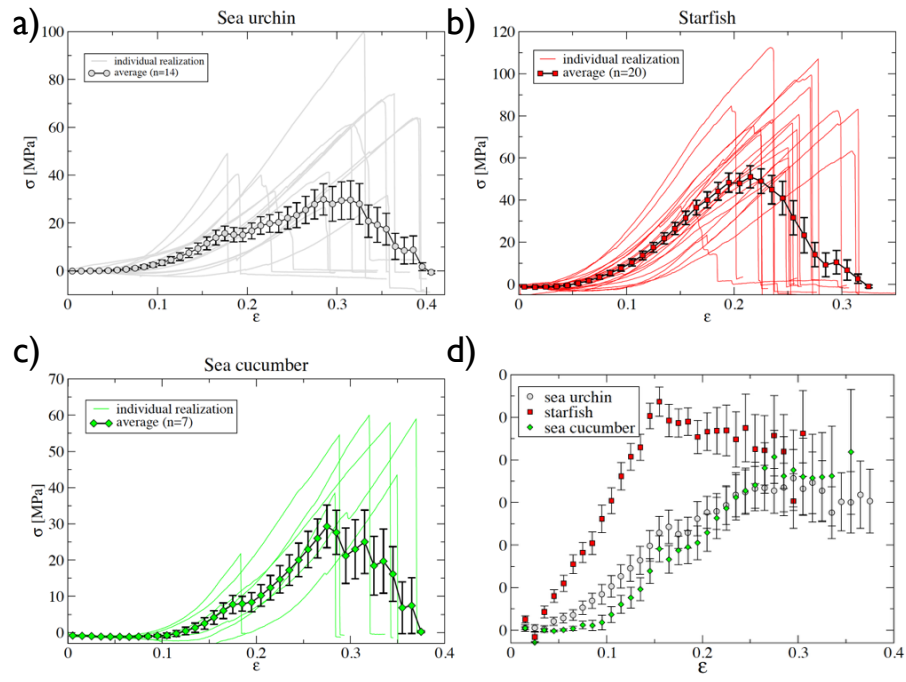 a)
Sea urchin
individual realization
average (n=14)
100
80
60
40
20
0
σ [MPa]
0
0.1
0.2
0.3
0.4
ε
b)
Starfish
individual realization
average (n=20)
120
100
80
60
40
20
0
σ [MPa]
0
0.1
0.2
0.3
ε
c)
Sea cucumber
individual realization
average (n=7)
70
60
50
40
30
20
10
0
σ [MPa]
0
0.1
0.2
0.3
0.4
ε
d)
sea urchin
starfish
sea cucumber
0
0
0
0
0
0
0
0
0.1
0.2
0.3
0.4
ε